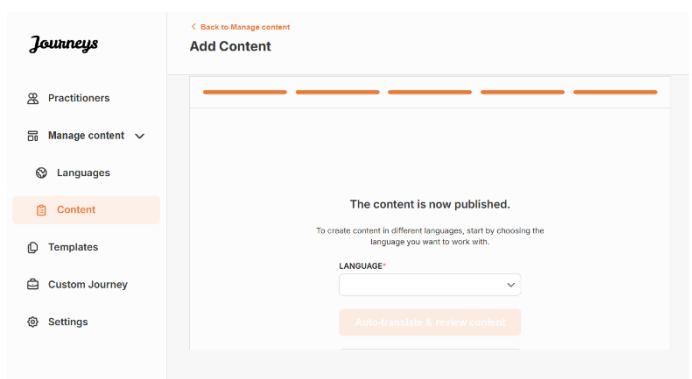 Journeys
Practitioners
Manage content
Languages
Content
Templates
Custom Journey
Settings
Back to Manage content
Add Content
The content is now published.
To create content in different languages, start by choosing the
language you want to work with.
LANGUAGE*
Auto-translate & review content